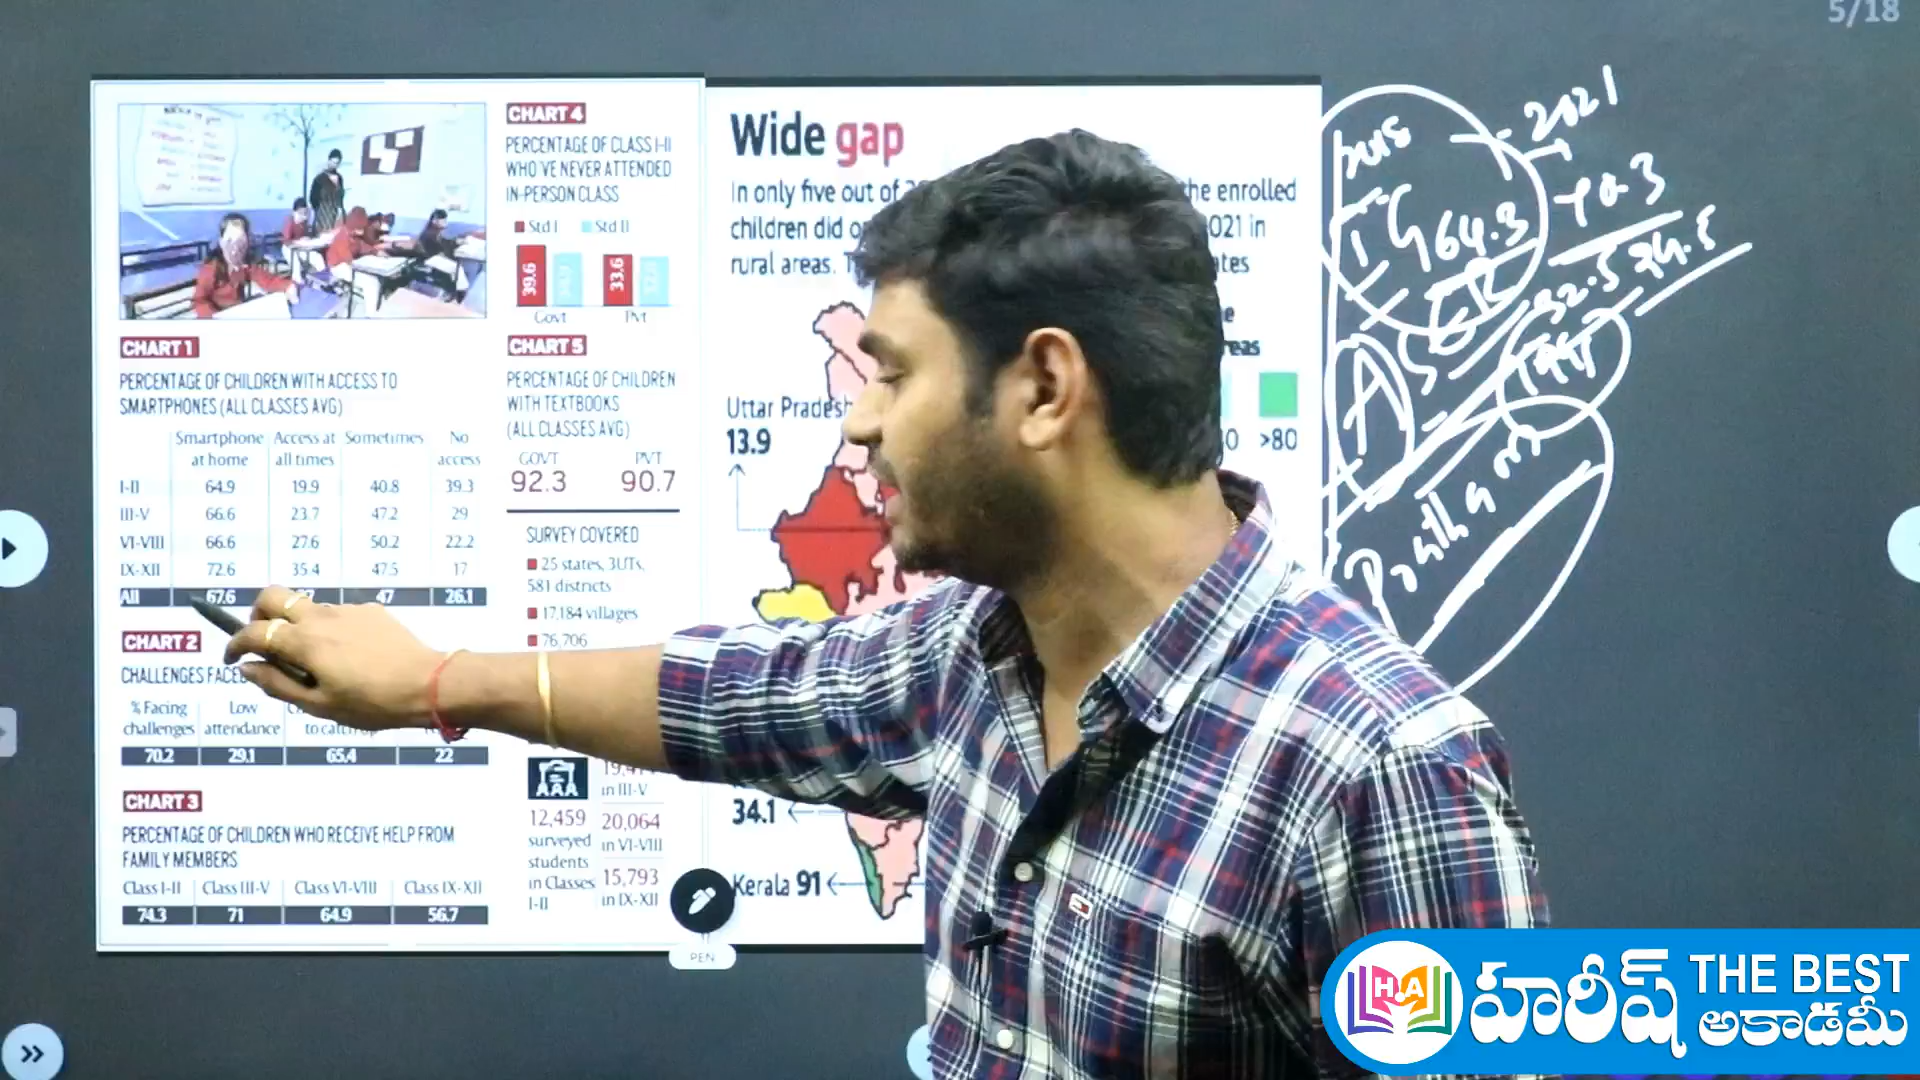 5/18
CHART 4
PERCENTAGE OF CLASS I-II
WHO'VE NEVER ATTENDED
IN-PERSON CLASS
Std I Std II
39.6
33.6
Govt Pvt
CHART 5
PERCENTAGE OF CHILDREN
WITH TEXTBOOKS
(ALL CLASSES AVG)
GOVT PVT
92.3 90.7
SURVEY COVERED
25 states, 3UTs,
581 districts
17,184 villages
76,706
in III-V
12,459
surveyed
students
in Classes
I-II
20,064
in VI-VIII
15,793
in IX-XII
CHART 1
PERCENTAGE OF CHILDREN WITH ACCESS TO
SMARTPHONES (ALL CLASSES AVG)
Smartphone Access at Sometimes No
at home all times access
I-II 64.9 19.9 40.8 39.3
III-V 66.6 23.7 47.2 29
VI-VIII 66.6 27.6 50.2 22.2
IX-XII 72.6 35.4 47.5 17
All 67.6 47 26.1
CHART 2
CHALLENGES FACED
% Facing Low
challenges attendance to catch up
70.2 29.1 65.4 22
CHART 3
PERCENTAGE OF CHILDREN WHO RECEIVE HELP FROM
FAMILY MEMBERS
Class I-II Class III-V Class VI-VIII Class IX-XII
74.3 71 64.9 56.7
PEN
Wide gap
In only five out of the enrolled
children did 2021 in
rural areas.
Uttar Pradesh
13.9
>80
34.1
Kerala 91
2021
64.3 70.3
A S E R
24.5
Pratham
H.A
హరీష్ THE BEST
అకాడమీ